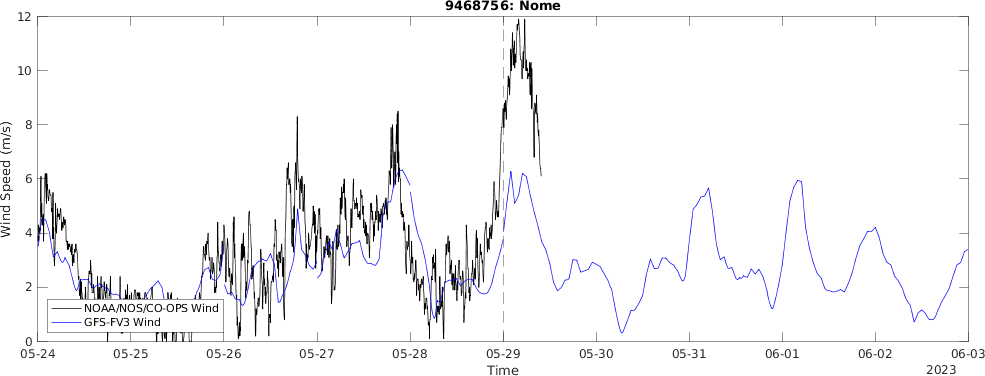 9468756: Nome
12
10
8
6
4
2
0
Wind Speed (m/s)
NOAA/NOS/CO-OPS Wind
GFS-FV3 Wind
05-24 05-25 05-26 05-27 05-28 05-29 05-30 05-31 06-01 06-02 06-03
Time
2023